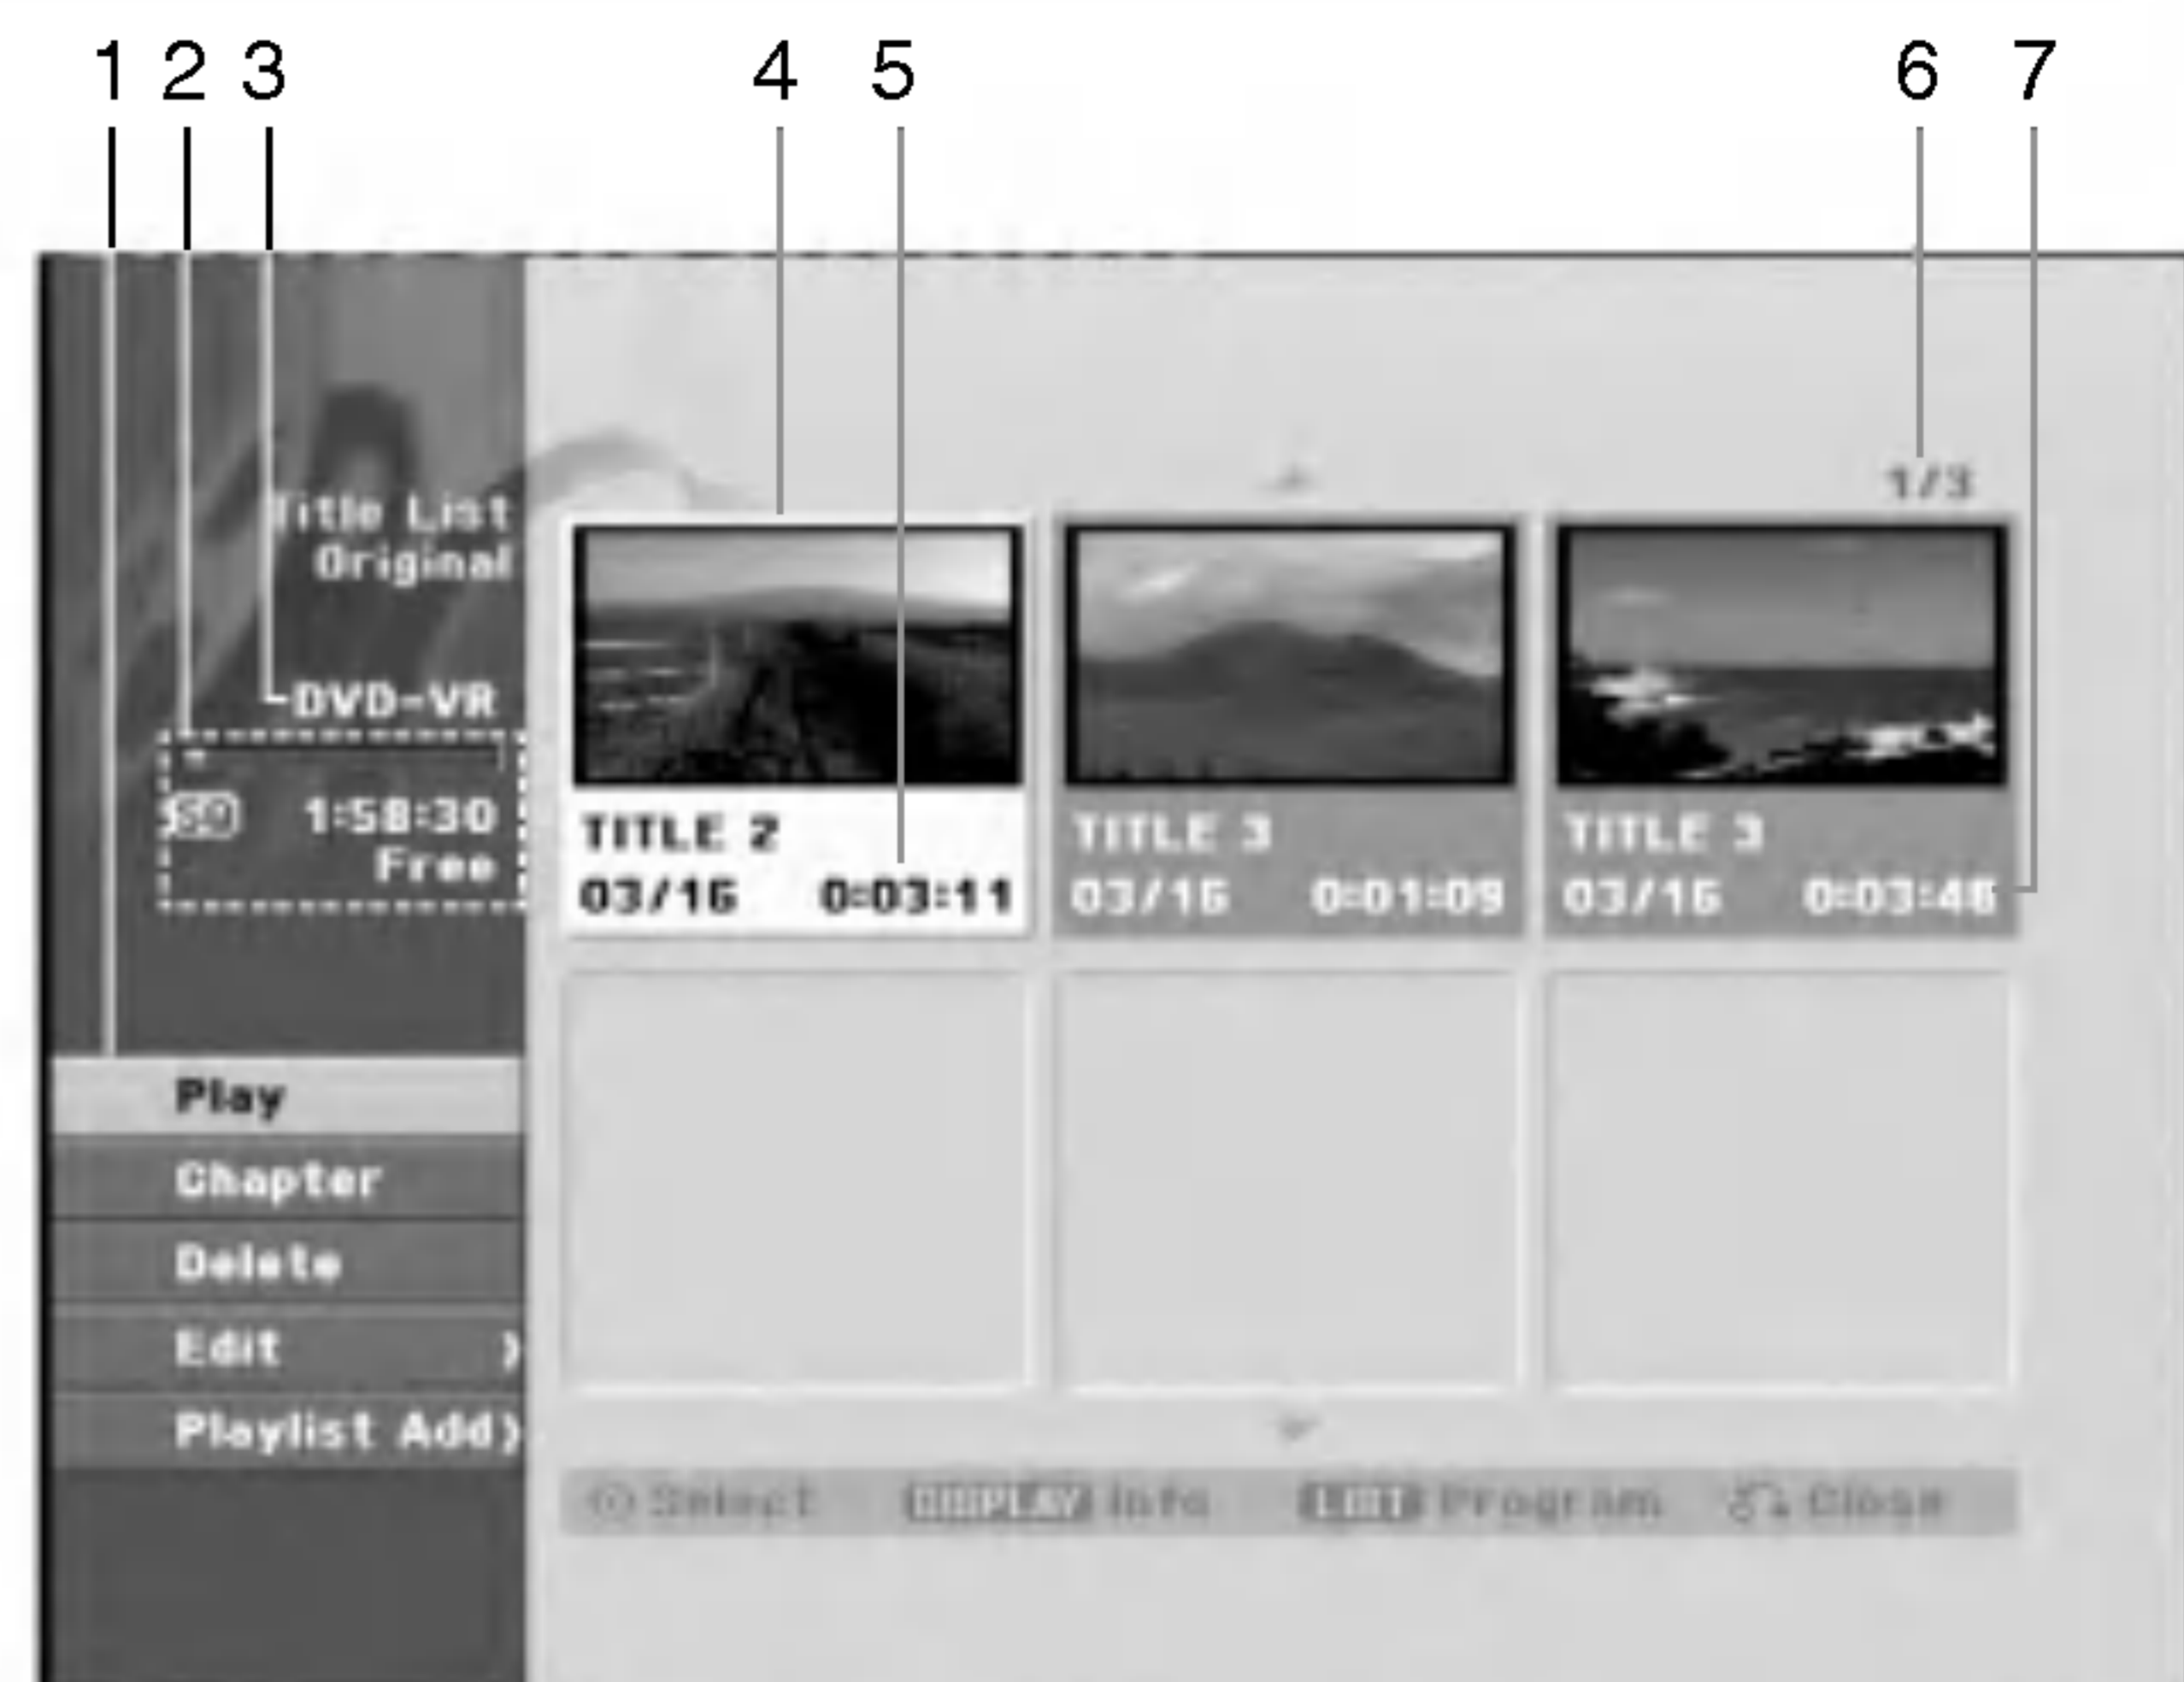 1 2 3 4 5 6 7
Title List
Original
DVD-VR
1:58:30
Free
1/3
TITLE 2
03/16 0:03:11
TITLE 3
03/16 0:01:09
TITLE 3
03/16 0:03:46
Play
Chapter
Delete
Edit
Playlist Add
Select
DISPLAY Info
LIST Program
Close